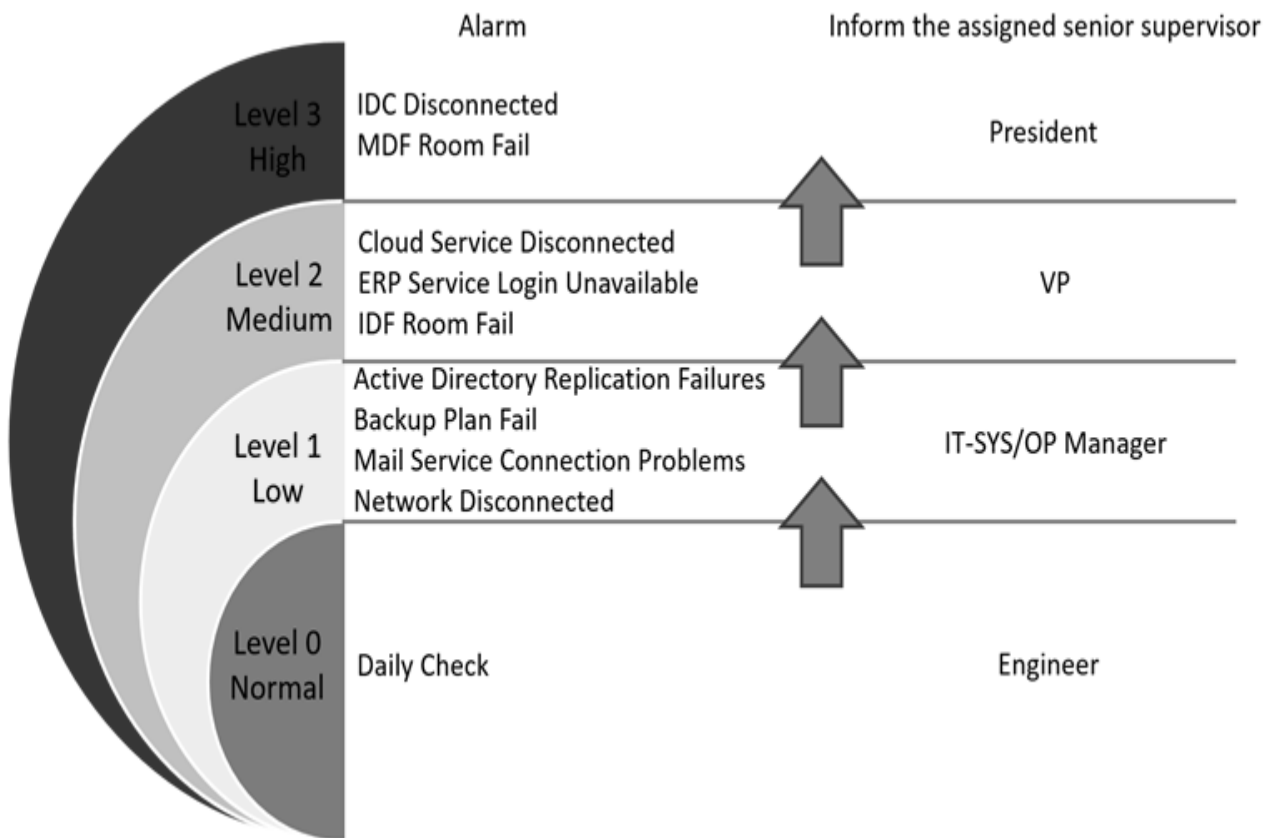 Alarm
Inform the assigned senior supervisor
Level 3
High
IDC Disconnected
MDF Room Fail
President
Level 2
Medium
Cloud Service Disconnected
ERP Service Login Unavailable
IDF Room Fail
VP
Level 1
Low
Active Directory Replication Failures
Backup Plan Fail
Mail Service Connection Problems
Network Disconnected
IT-SYS/OP Manager
Level 0
Normal
Daily Check
Engineer